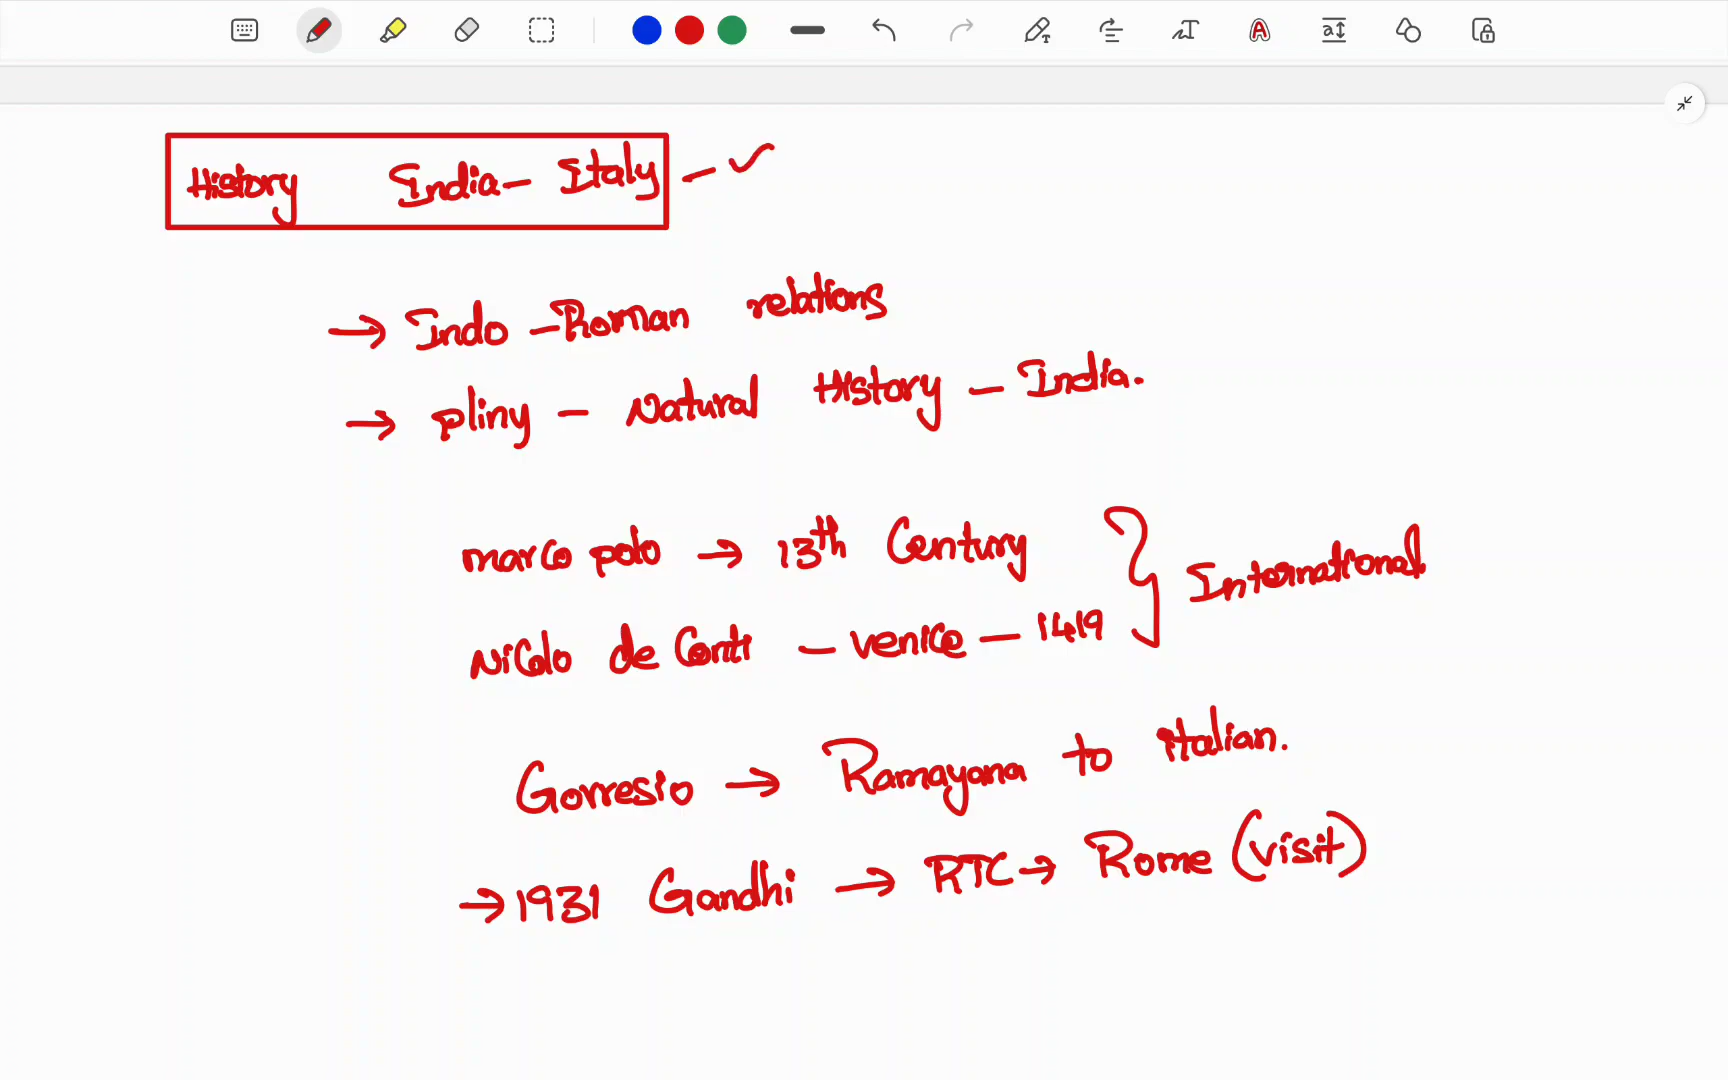 History India - Italy - ✓
→ Indo - Roman relations
→ pliny - Natural History - India.
marco polo → 13th Century
International
Nicolo de Conti - venice - 1419
Gorresio → Ramayana to italian.
→ 1931 Gandhi → RTC → Rome (visit)